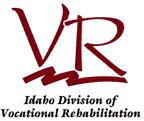 VR
Idaho Division of
Vocational Rehabilitation